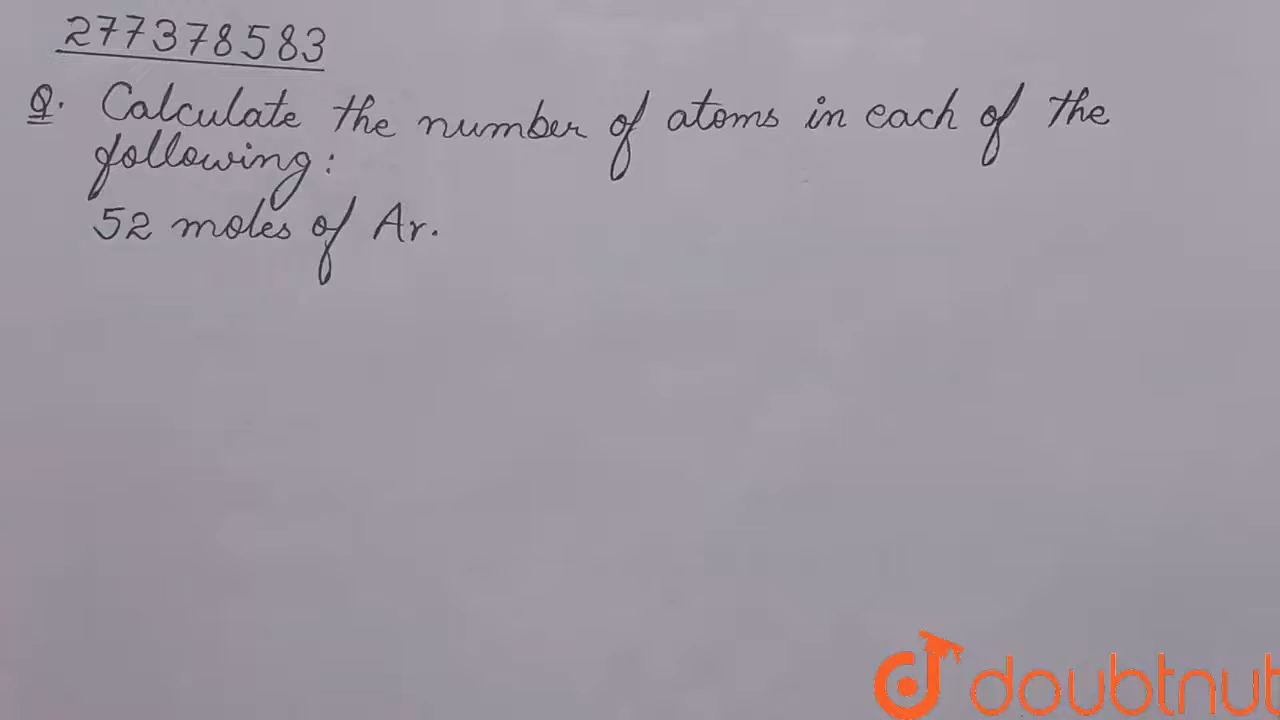 277378583
Q. Calculate the number of atoms in each of the
following:
52 moles of Ar.
doubtnut